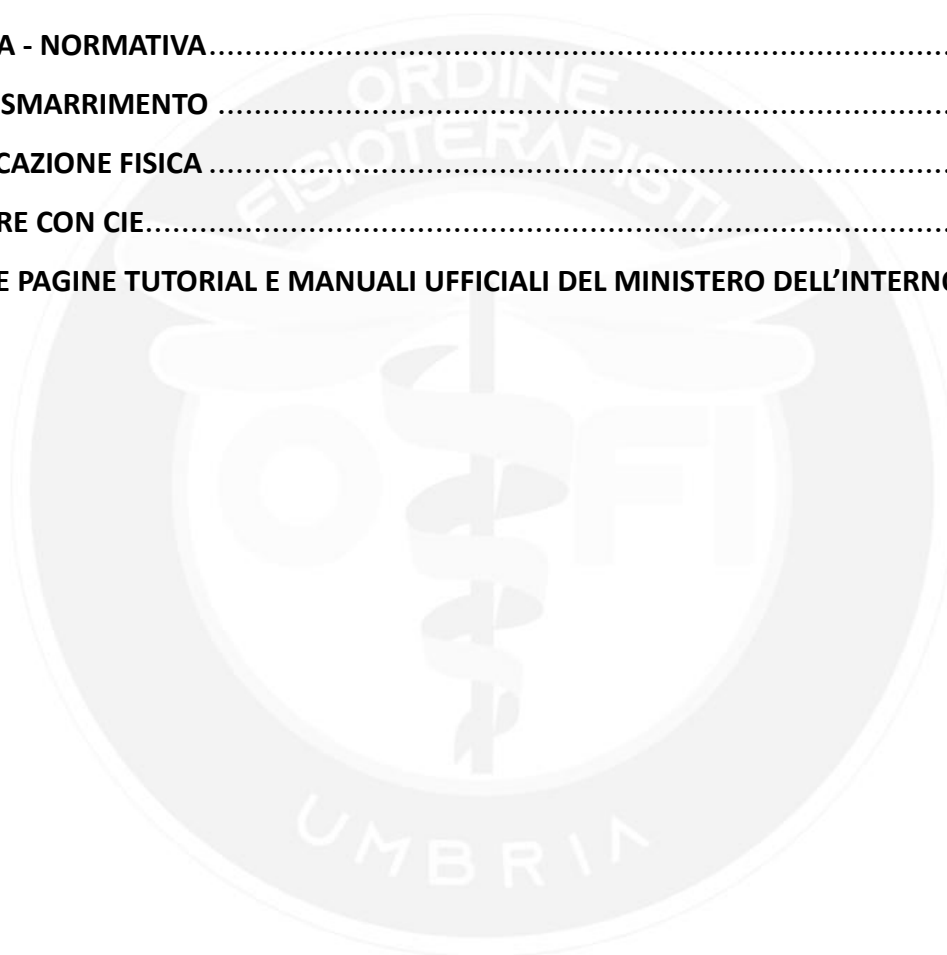 A - NORMATIVA
SMARRIMENTO
CAZIONE FISICA
RE CON CIE
E PAGINE TUTORIAL E MANUALI UFFICIALI DEL MINISTERO DELL’INTERNO
ORDINE
FISIOTERAPISTI
OFI
UMBRIA